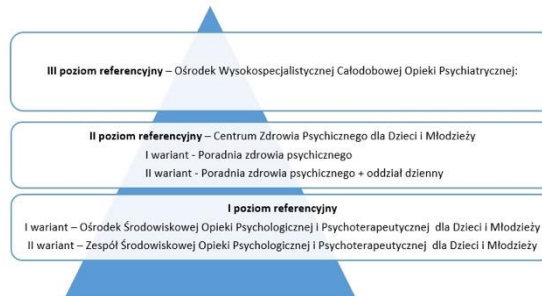 III poziom referencyjny – Ośrodek Wysokospecjalistycznej Całodobowej Opieki Psychiatrycznej:
II poziom referencyjny – Centrum Zdrowia Psychicznego dla Dzieci i Młodzieży
I wariant - Poradnia zdrowia psychicznego
II wariant - Poradnia zdrowia psychicznego + oddział dzienny
I poziom referencyjny
I wariant – Ośrodek Środowiskowej Opieki Psychologicznej i Psychoterapeutycznej dla Dzieci i Młodzieży
II wariant – Zespół Środowiskowej Opieki Psychologicznej i Psychoterapeutycznej dla Dzieci i Młodzieży